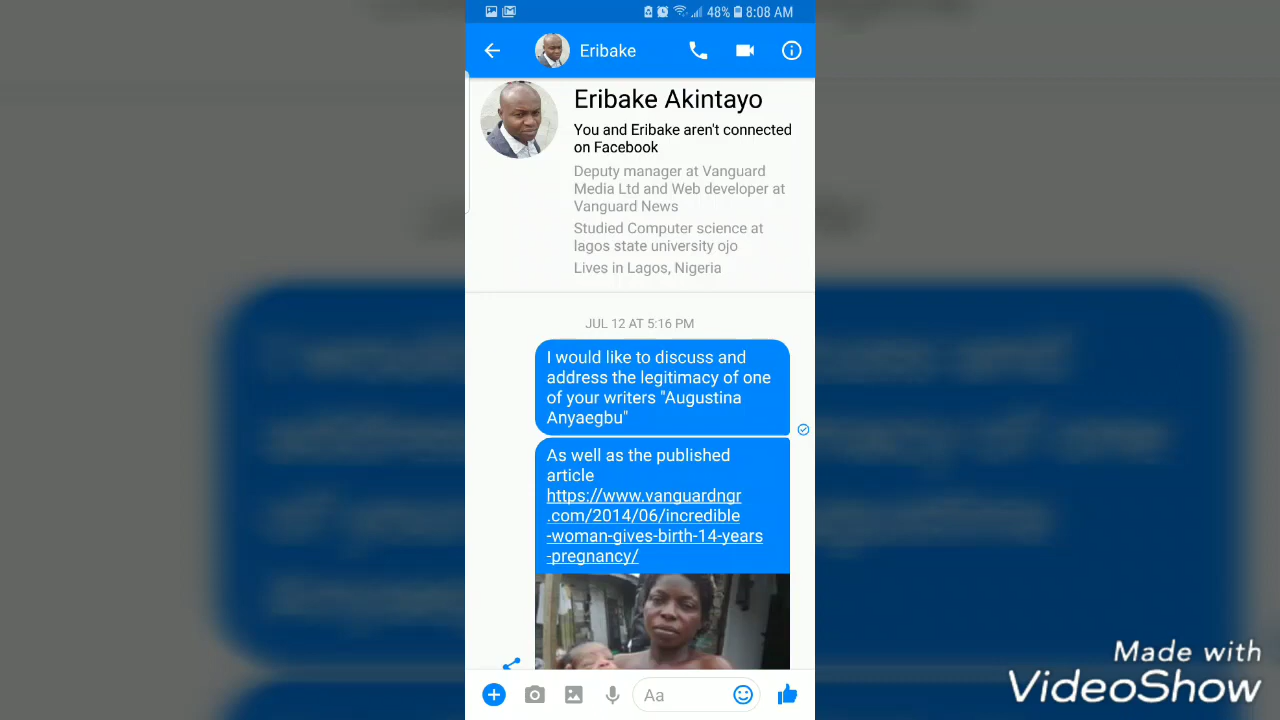 48% 8:08 AM
Eribake
Eribake Akintayo
You and Eribake aren't connected
on Facebook
Deputy manager at Vanguard
Media Ltd and Web developer at
Vanguard News
Studied Computer science at
lagos state university ojo
Lives in Lagos, Nigeria
JUL 12 AT 5:16 PM
I would like to discuss and
address the legitimacy of one
of your writers "Augustina
Anyaegbu"
As well as the published
article
https://www.vanguardngr
.com/2014/06/incredible
-woman-gives-birth-14-years
-pregnancy/
Aa
Made with
VideoShow